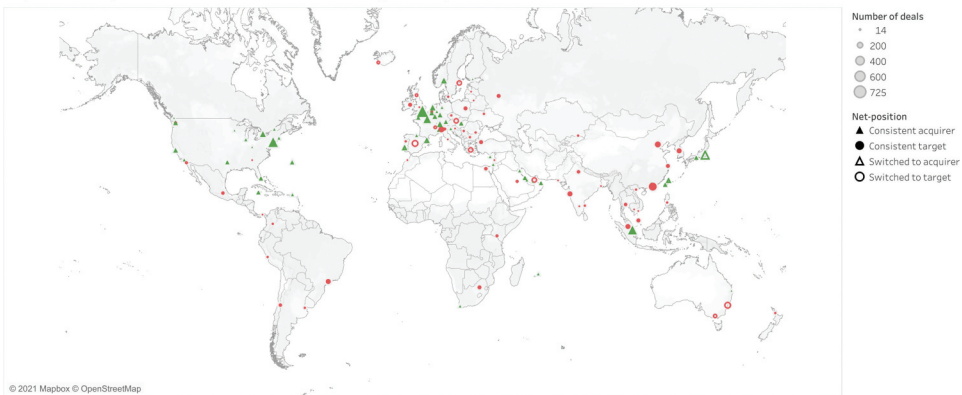 Number of deals
14
200
400
600
725
Net-position
Consistent acquirer
Consistent target
Switched to acquirer
Switched to target
© 2021 Mapbox © OpenStreetMap